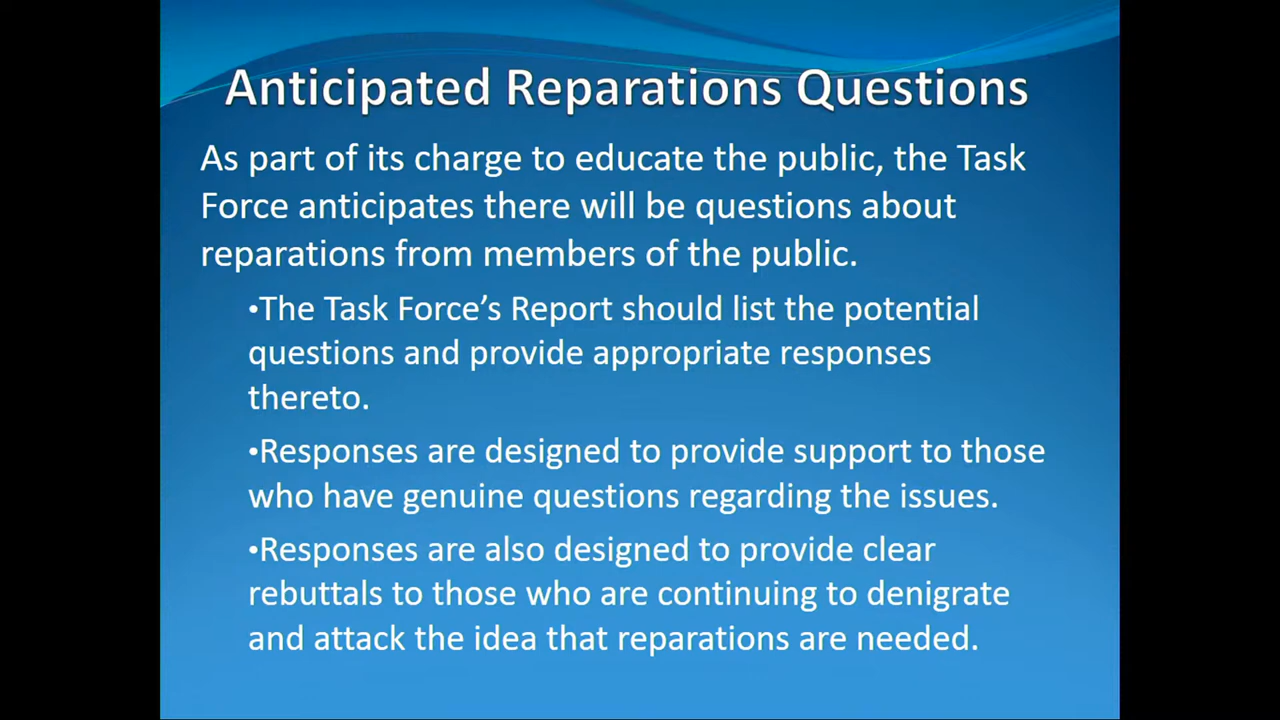 Anticipated Reparations Questions
As part of its charge to educate the public, the Task
Force anticipates there will be questions about
reparations from members of the public.
•The Task Force’s Report should list the potential
questions and provide appropriate responses
thereto.
•Responses are designed to provide support to those
who have genuine questions regarding the issues.
•Responses are also designed to provide clear
rebuttals to those who are continuing to denigrate
and attack the idea that reparations are needed.